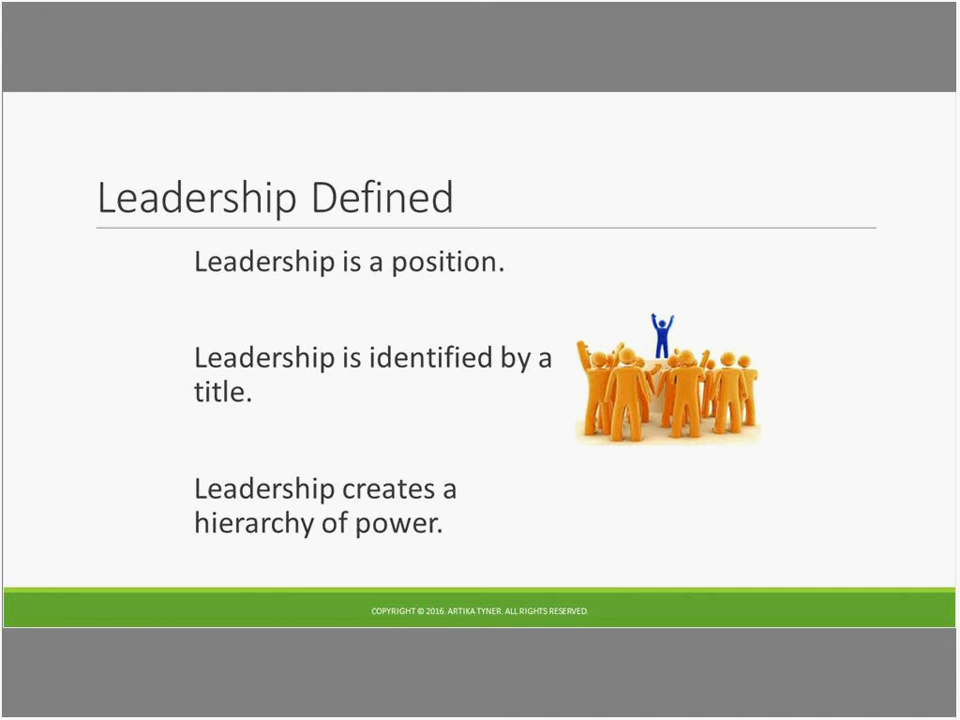 Leadership Defined
Leadership is a position.
Leadership is identified by a
title.
Leadership creates a
hierarchy of power.
COPYRIGHT © 2016. ARTIKA TYNER. ALL RIGHTS RESERVED.